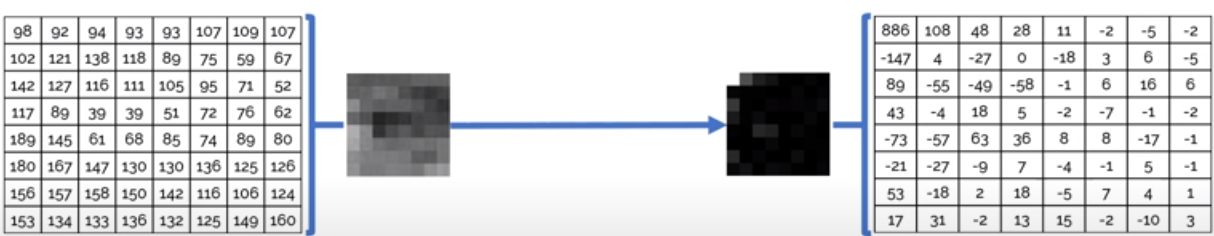 98 92 94 93 93 107 109 107
102 121 138 118 89 75 59 67
142 127 116 111 105 95 71 52
117 89 39 39 51 72 76 62
189 145 61 68 85 74 89 80
180 167 147 130 130 136 125 126
156 157 158 150 142 116 106 124
153 134 133 136 132 125 149 160
886 108 48 28 11 -2 -5 -2
-147 4 -27 0 -18 3 6 -5
89 -55 -49 -58 -1 6 16 6
43 -4 18 5 -2 -7 -1 -2
-73 -57 63 36 8 8 -17 -1
-21 -27 -9 7 -4 -1 5 -1
53 -18 2 18 -5 7 4 1
17 31 -2 13 15 -2 -10 3